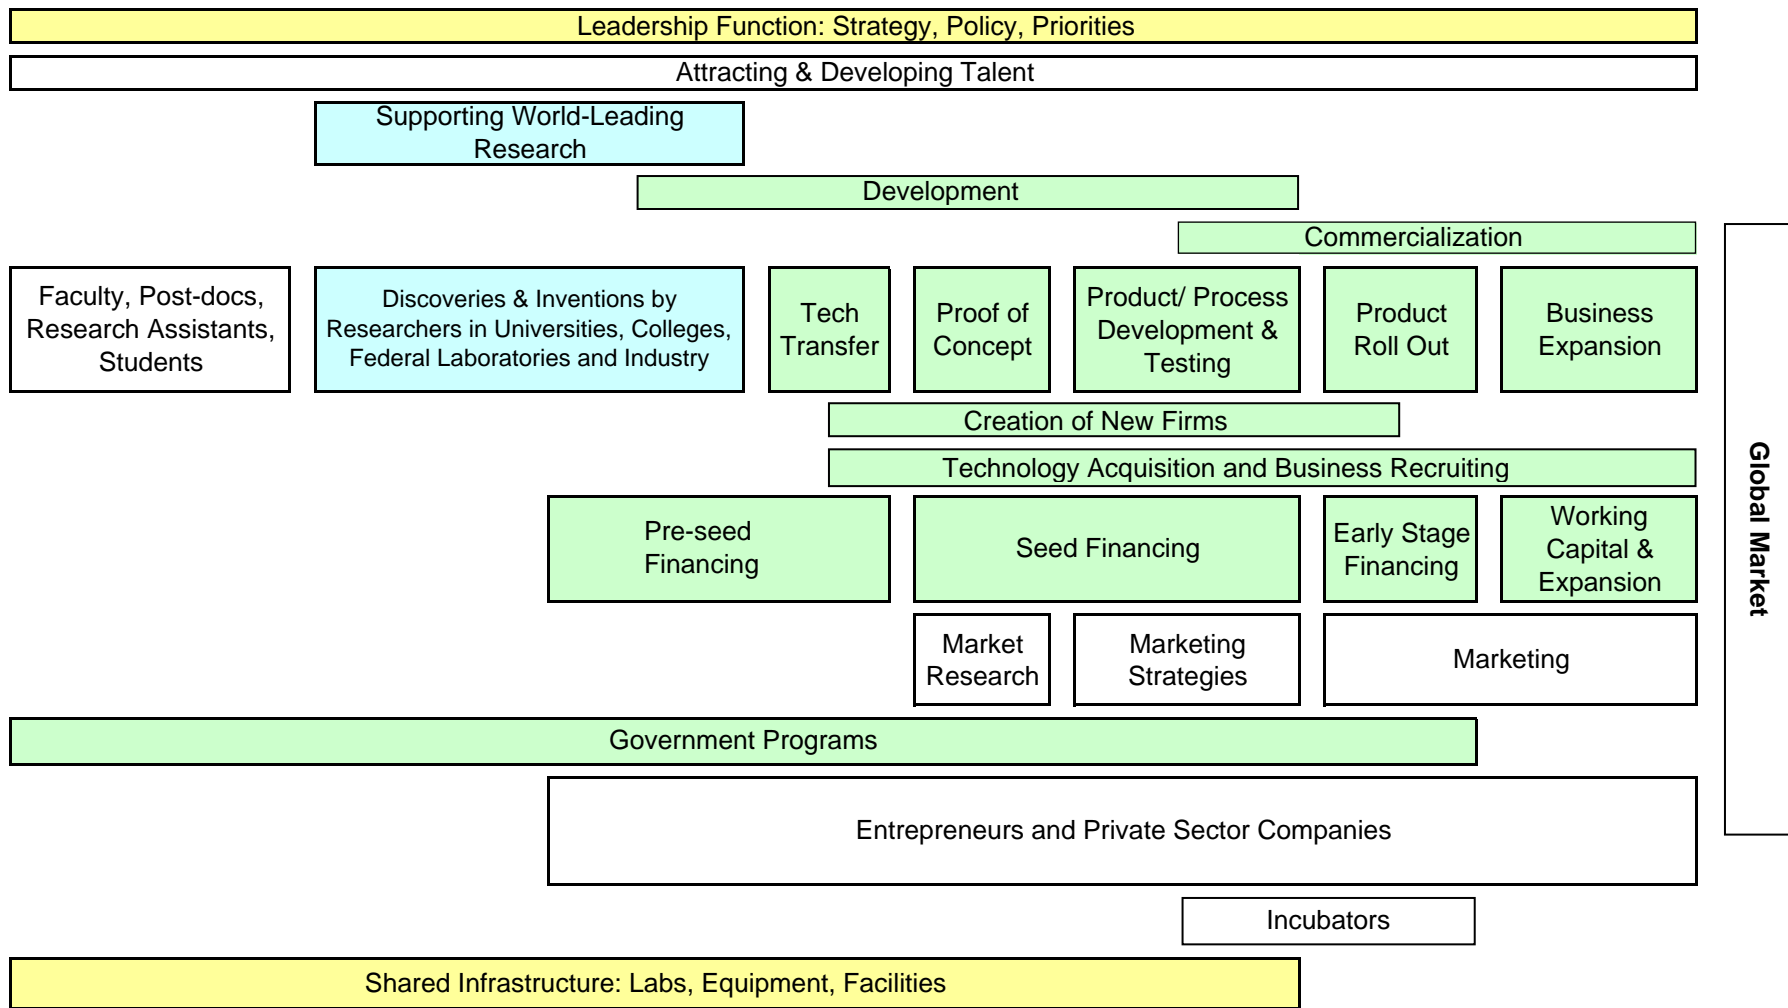 Leadership Function: Strategy, Policy, Priorities
Attracting & Developing Talent
Supporting World-Leading
Research
Development
Commercialization
Faculty, Post-docs,
Research Assistants,
Students
Discoveries & Inventions by
Researchers in Universities, Colleges,
Federal Laboratories and Industry
Tech
Transfer
Proof of
Concept
Product/ Process
Development &
Testing
Product
Roll Out
Business
Expansion
Creation of New Firms
Technology Acquisition and Business Recruiting
Pre-seed
Financing
Seed Financing
Early Stage
Financing
Working
Capital &
Expansion
Global Market
Market
Research
Marketing
Strategies
Marketing
Government Programs
Entrepreneurs and Private Sector Companies
Incubators
Shared Infrastructure: Labs, Equipment, Facilities